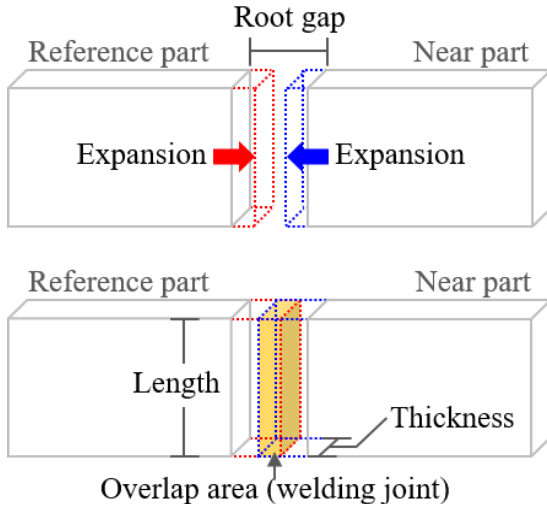 Root gap
Reference part
Near part
Expansion
Expansion
Reference part
Near part
Length
Thickness
Overlap area (welding joint)